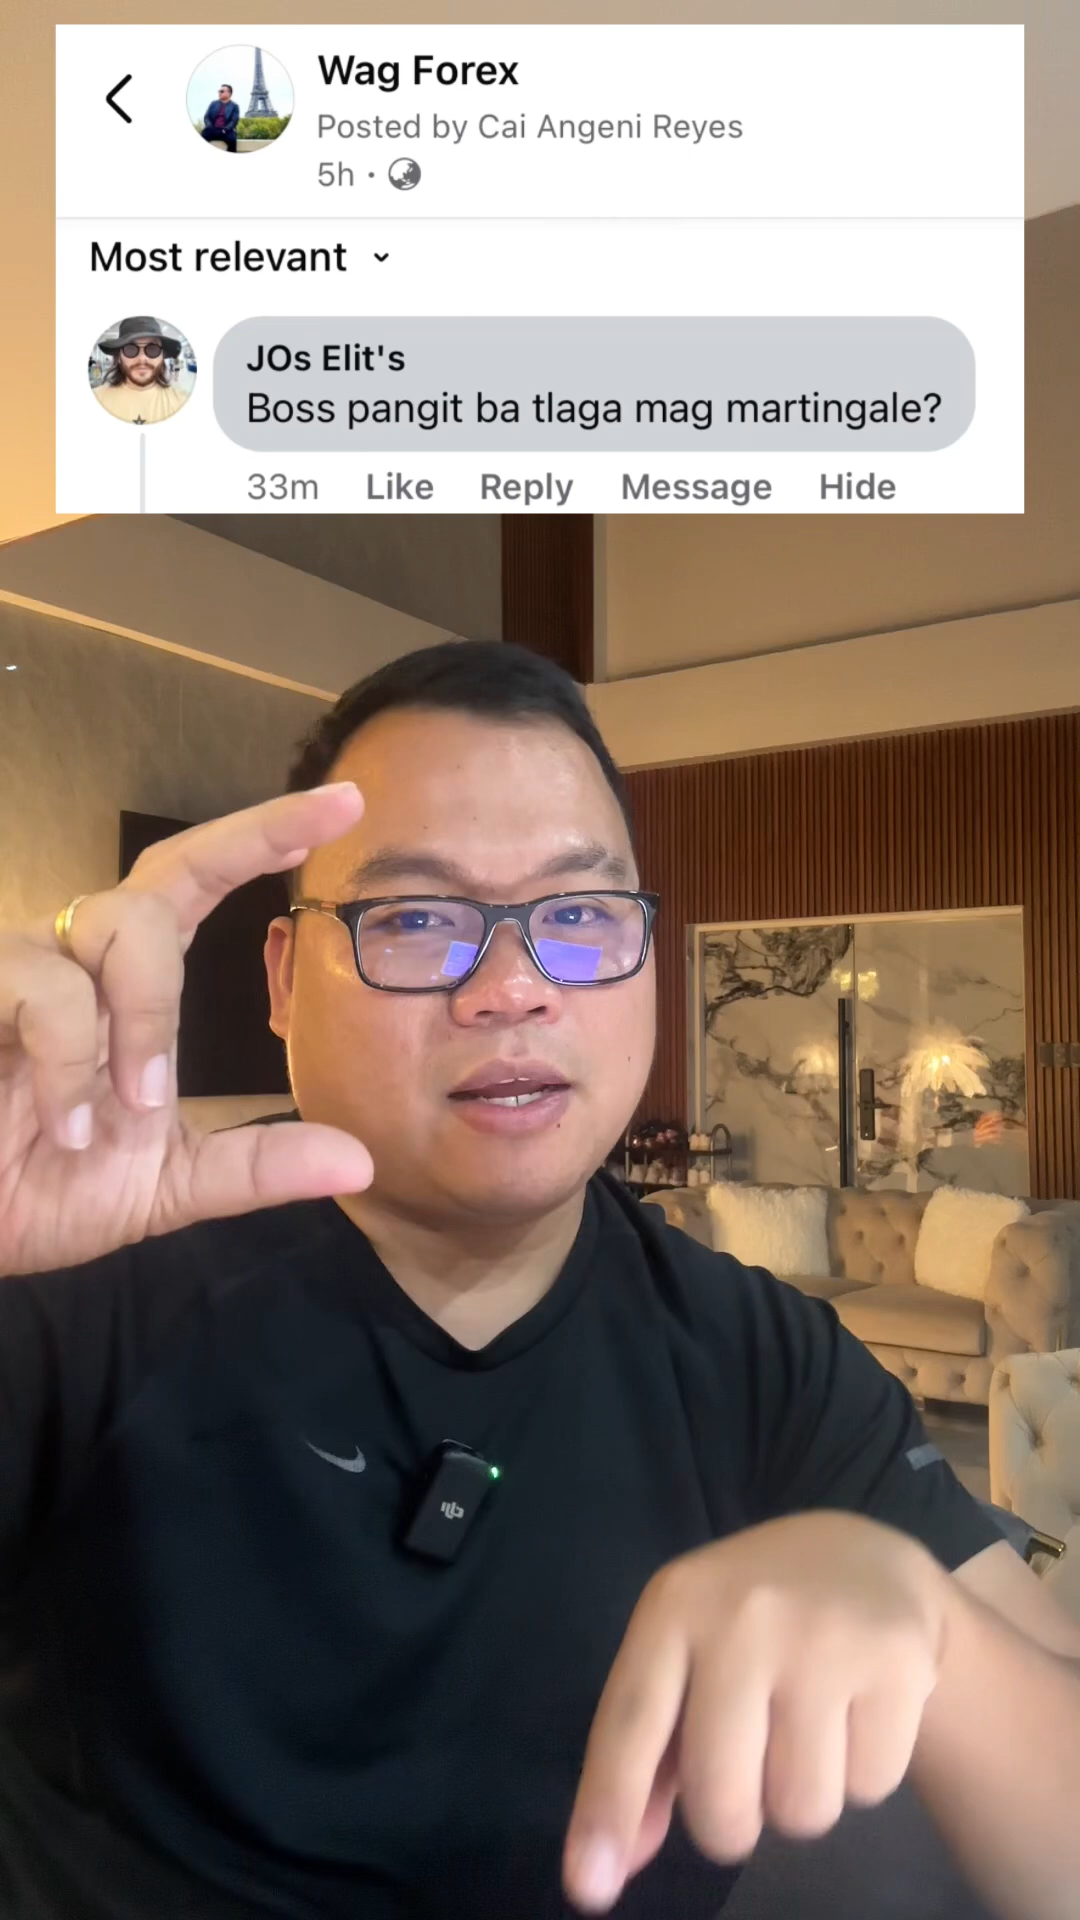 Wag Forex
Posted by Cai Angeni Reyes
5h ·
Most relevant
JOs Elit's
Boss pangit ba tlaga mag martingale?
33m Like Reply Message Hide
dji